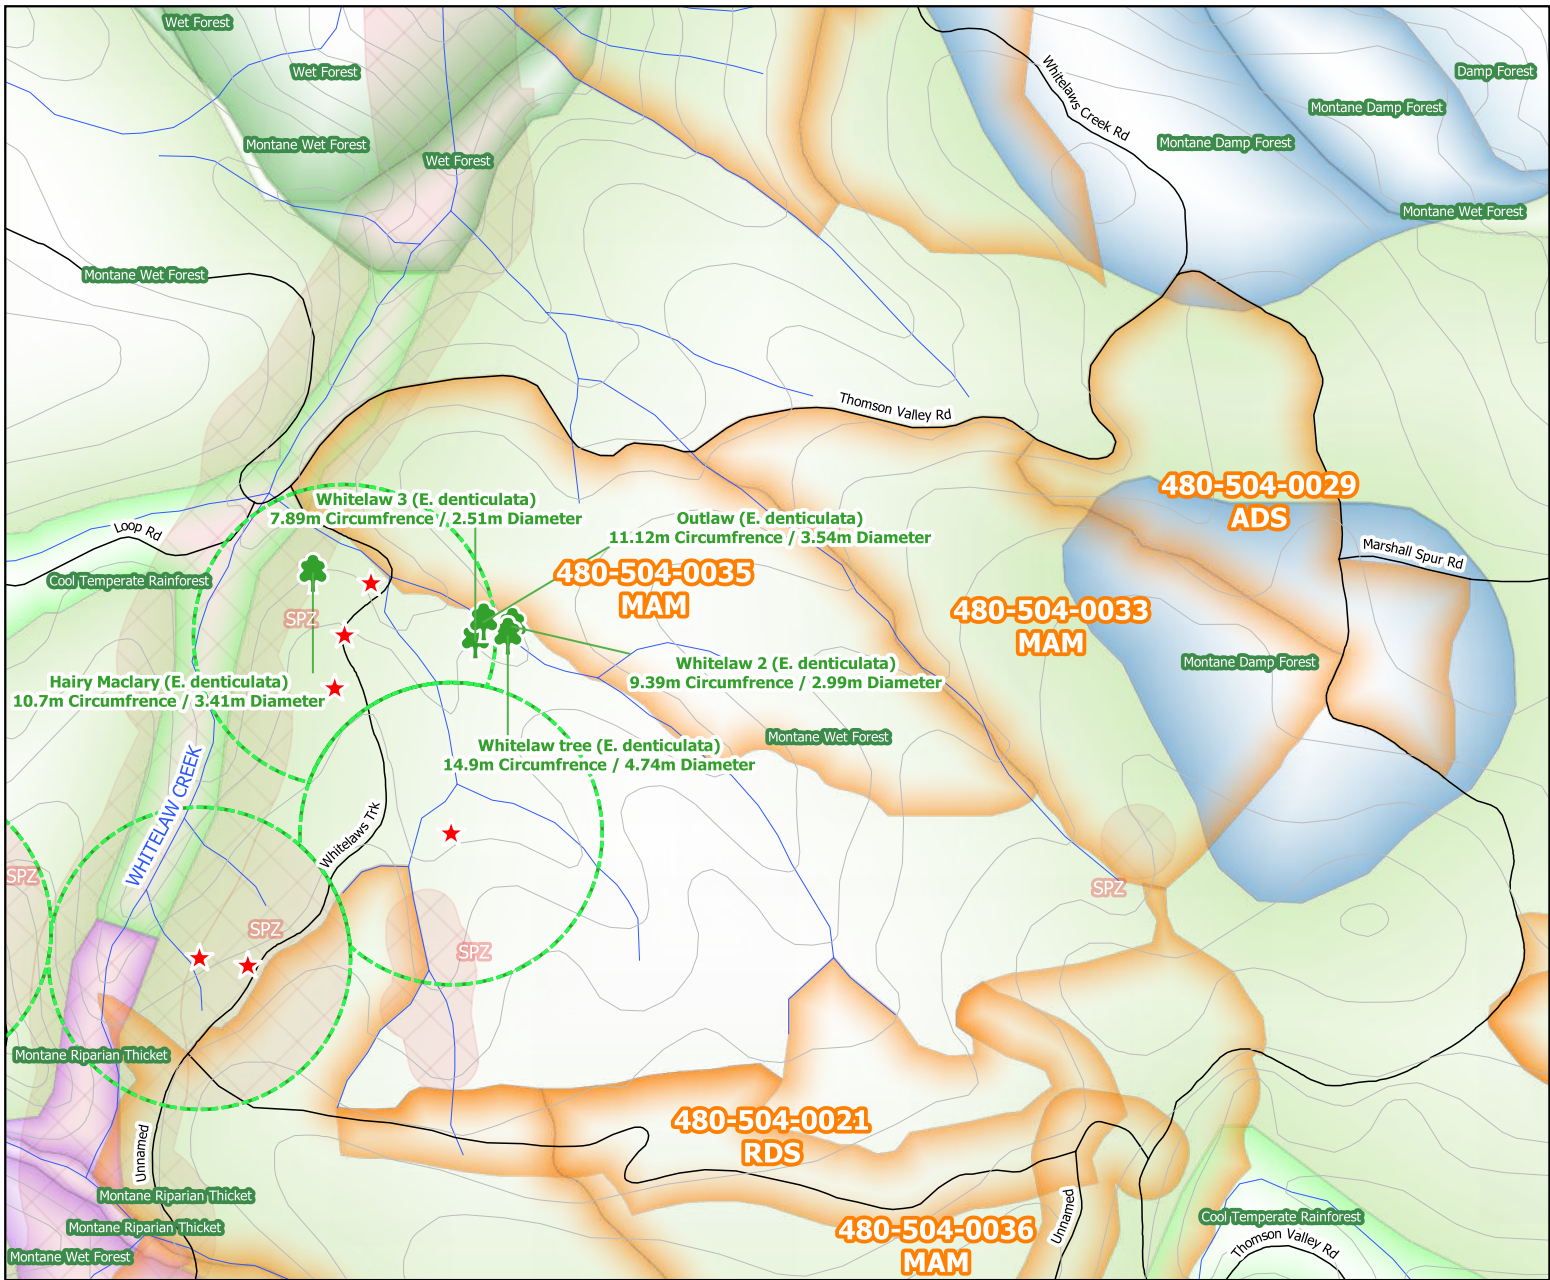 Wet Forest
Wet Forest
Damp Forest
Montane Damp Forest
Whitelaws Creek Rd
Montane Wet Forest
Montane Damp Forest
Wet Forest
Montane Wet Forest
Montane Wet Forest
Thomson Valley Rd
480-504-0029
ADS
Whitelaw 3 (E. denticulata)
7.89m Circumfrence / 2.51m Diameter
Outlaw (E. denticulata)
11.12m Circumfrence / 3.54m Diameter
Loop Rd
Marshall Spur Rd
480-504-0035
MAM
Cool Temperate Rainforest
480-504-0033
MAM
SPZ
Montane Damp Forest
Whitelaw 2 (E. denticulata)
9.39m Circumfrence / 2.99m Diameter
Hairy Maclary (E. denticulata)
10.7m Circumfrence / 3.41m Diameter
Montane Wet Forest
Whitelaw tree (E. denticulata)
14.9m Circumfrence / 4.74m Diameter
WHITELAW CREEK
Whitelaws Trk
SPZ
SPZ
SPZ
SPZ
Montane Riparian Thicket
480-504-0021
RDS
Unnamed
Montane Riparian Thicket
Montane Riparian Thicket
Montane Wet Forest
480-504-0036
MAM
Unnamed
Cool Temperate Rainforest
Thomson Valley Rd